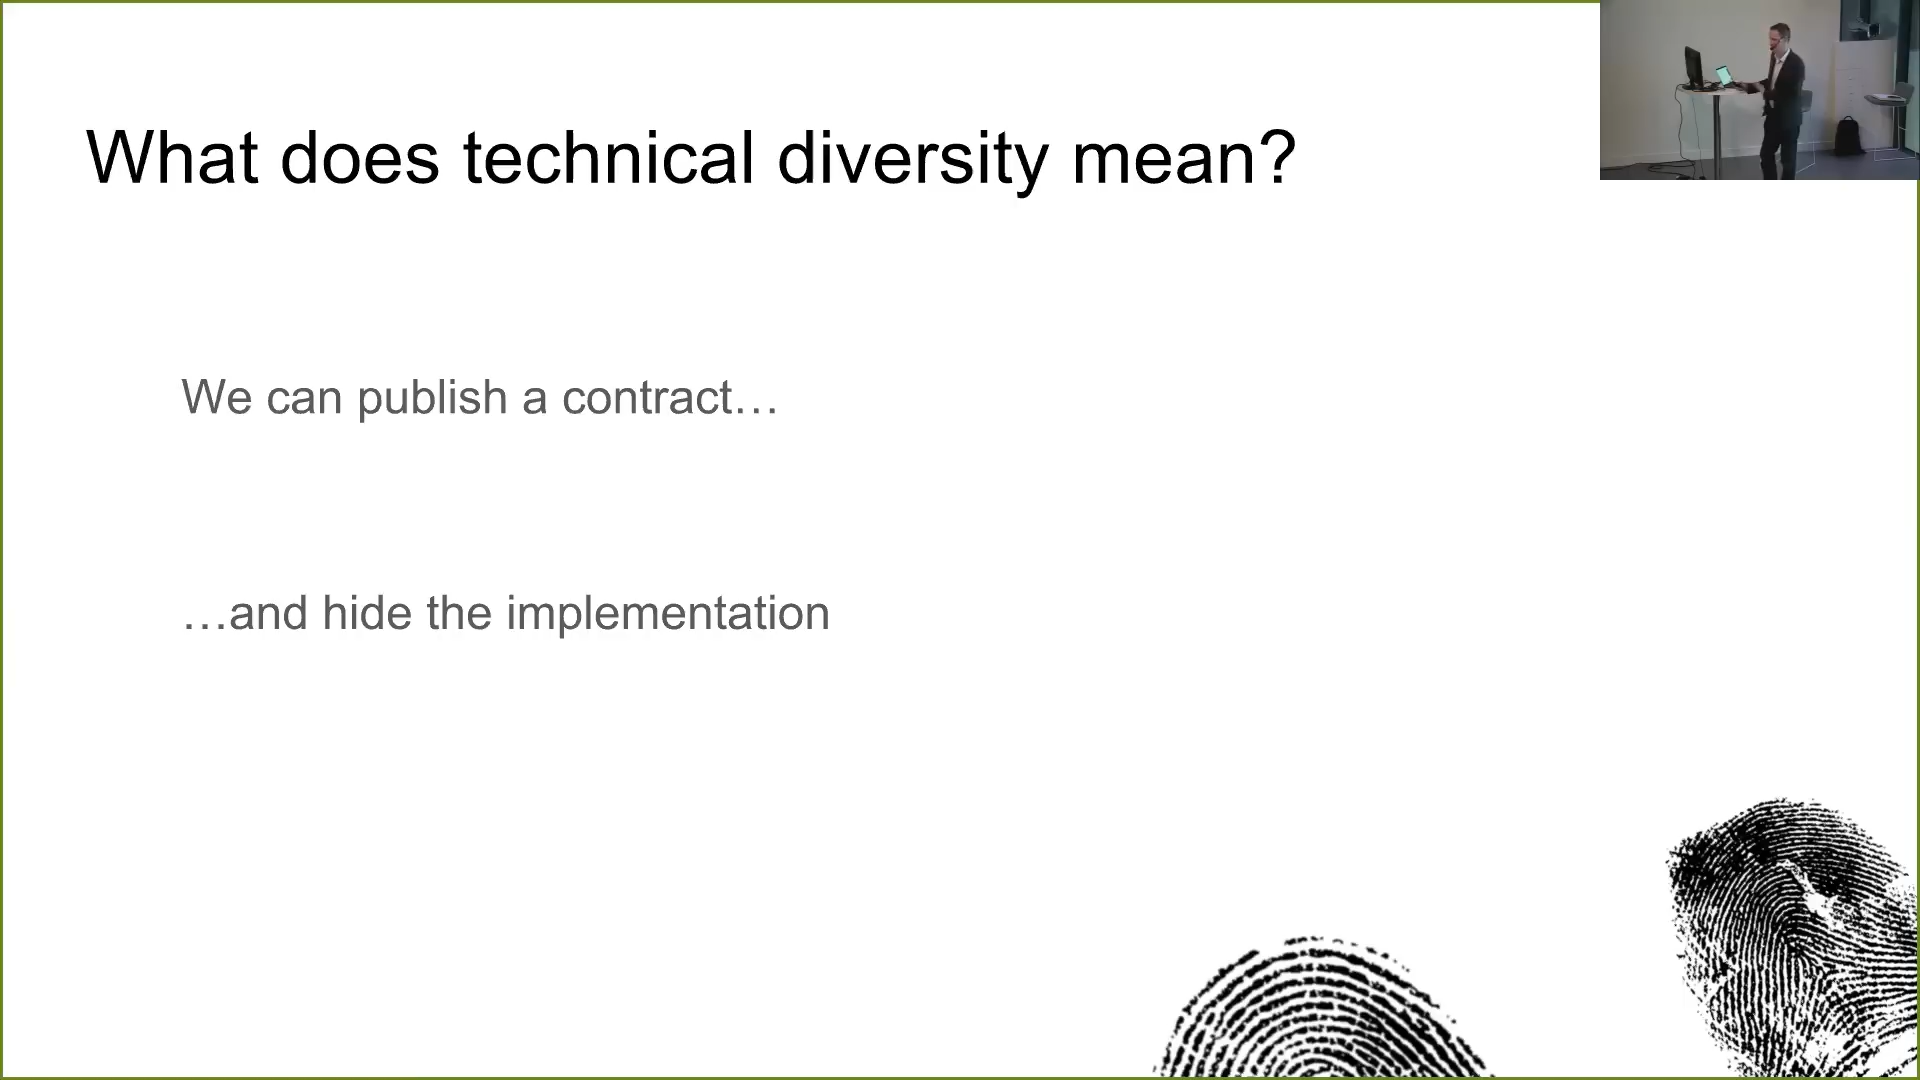 What does technical diversity mean?
We can publish a contract…
…and hide the implementation